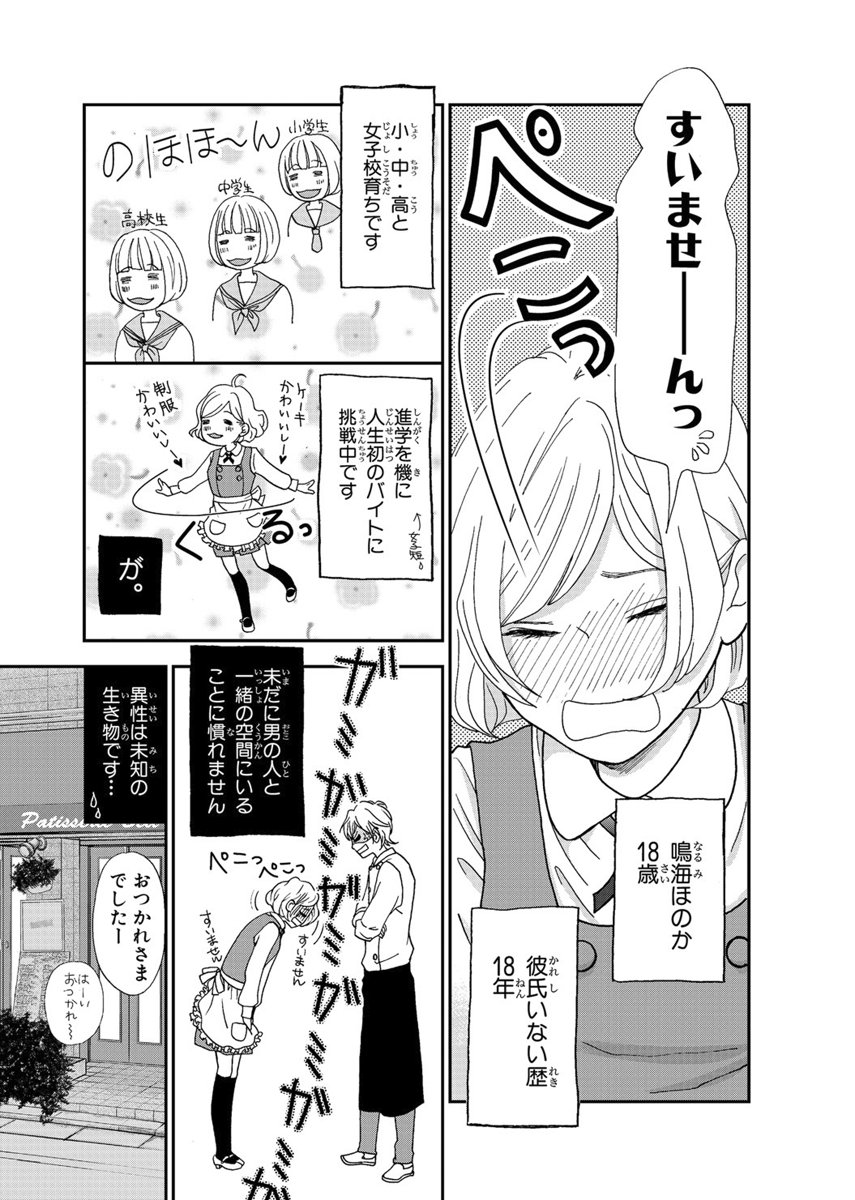 すいませーーんっ
ぺこっ
鳴海ほのか
18歳
彼氏いない歴
18年
小・中・高と
女子校育ちです
のほほ〜ん
小学生
中学生
高校生
進学を機に
人生初のバイトに
挑戦中です
ケーキ
かわいいしー
制服
かわいいし
くるっ
が。
未だに男の人と
一緒の空間にいる
ことに慣れません
ガミガミガミガミガミガミ
ペこっペこっ
すいません
すいません
異性は未知の
生き物です…
Patisserie
おつかれさま
でしたー
はーい
おつかれ〜